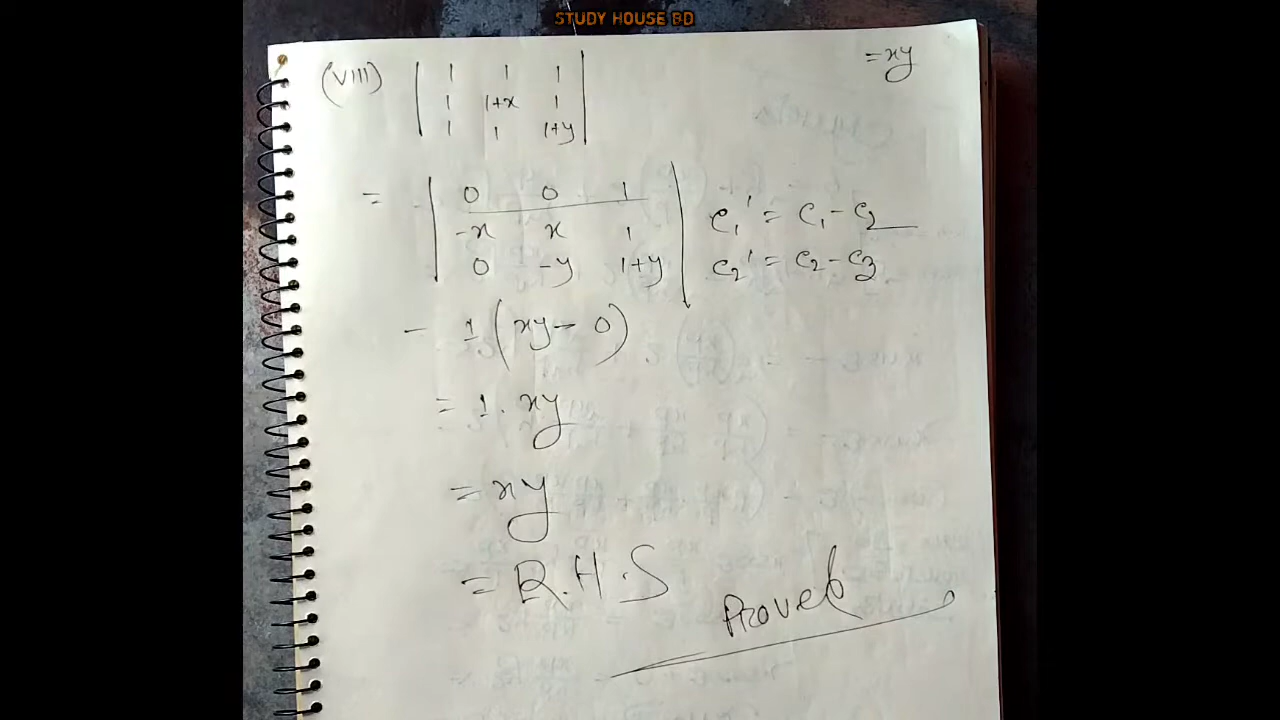 STUDY HOUSE BD
(VIII) | 1 1 1 | = xy
| 1 1+x 1 |
| 1 1 1+y |
= | 0 0 1 |
| -x x 1 | c₁' = c₁ - c₂
| 0 -y 1+y | c₂' = c₂ - c₃
- 1(xy - 0)
= 1. xy
= xy
= R.H.S
Proved